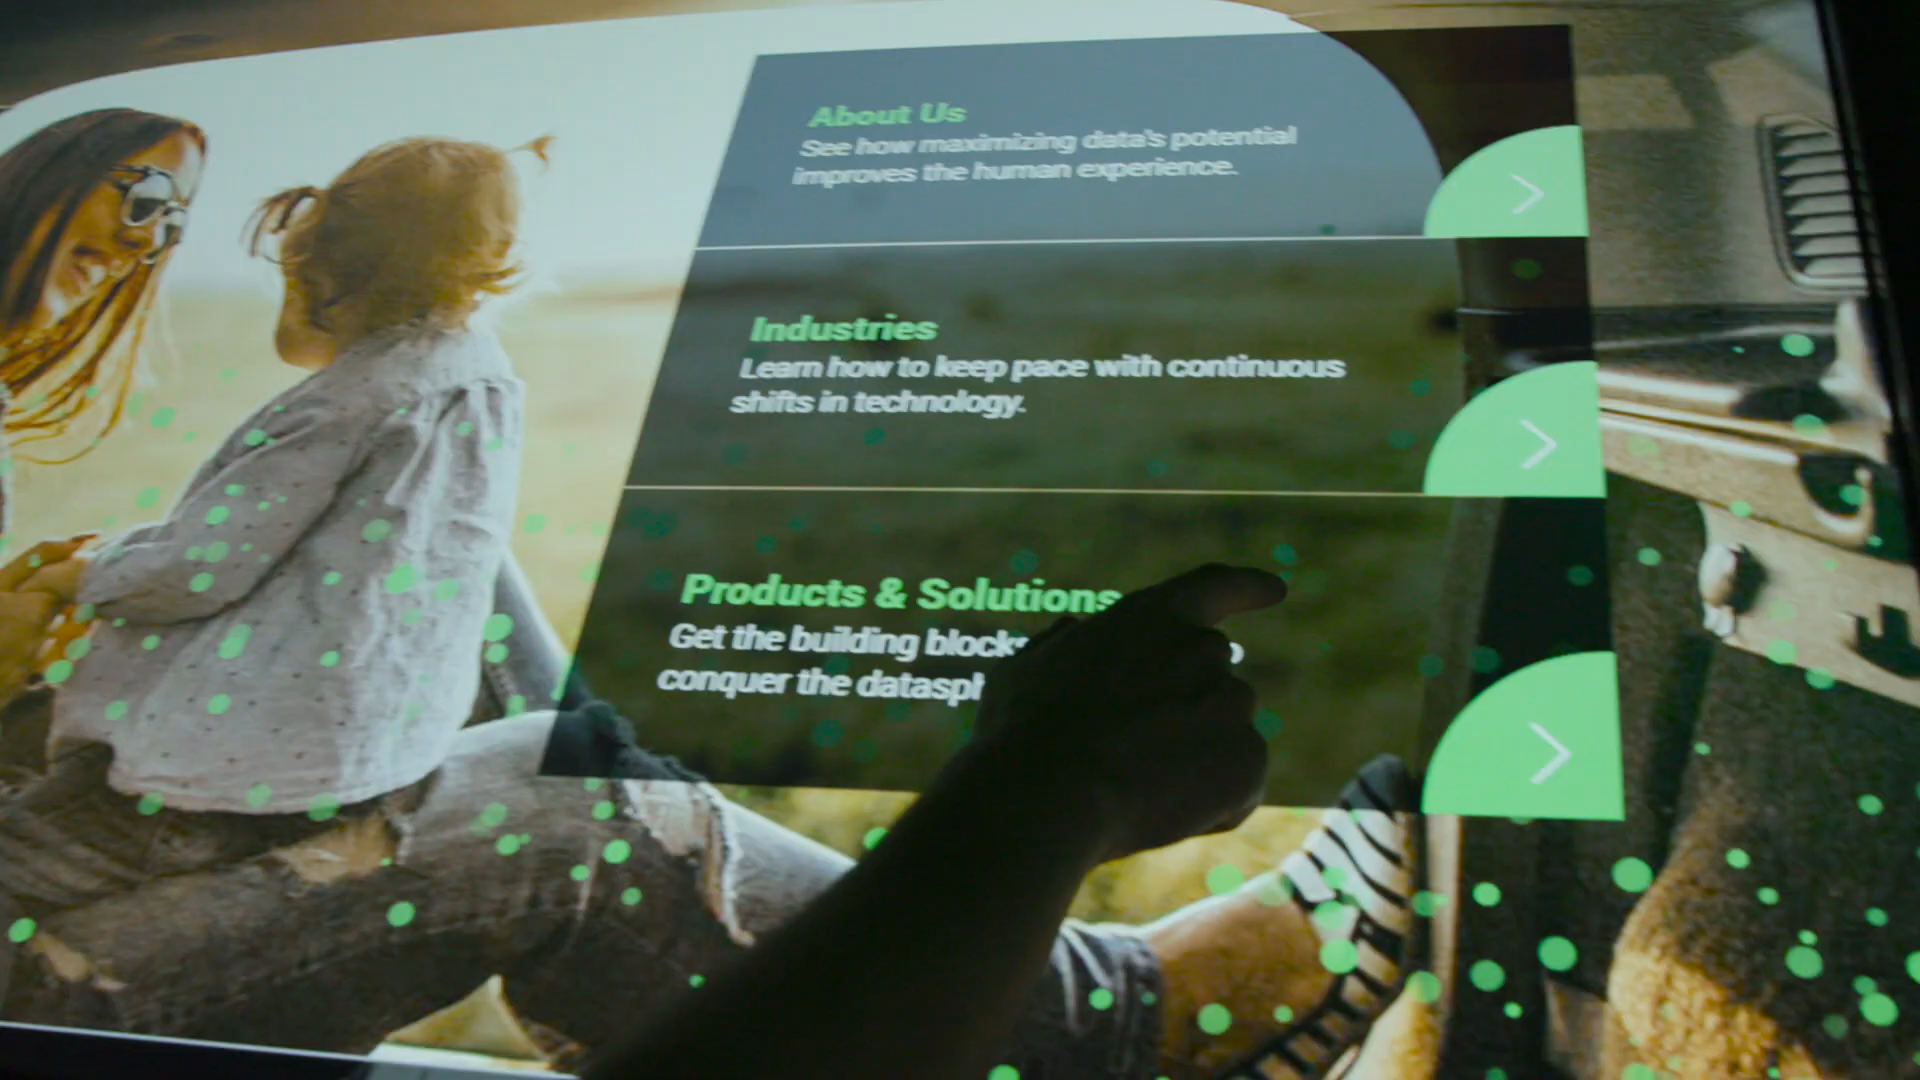 About Us
See how maximizing data's potential
improves the human experience.
Industries
Learn how to keep pace with continuous
shifts in technology.
Products & Solutions
Get the building
conquer the